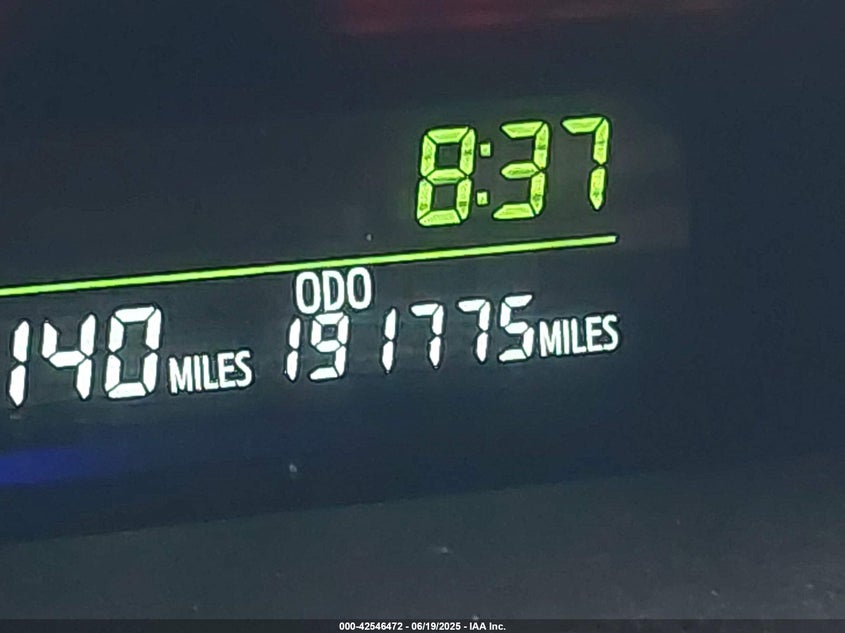 8:37
ODO
140 MILES 191775 MILES
000-42546472 - 06/19/2025 - IAA Inc.